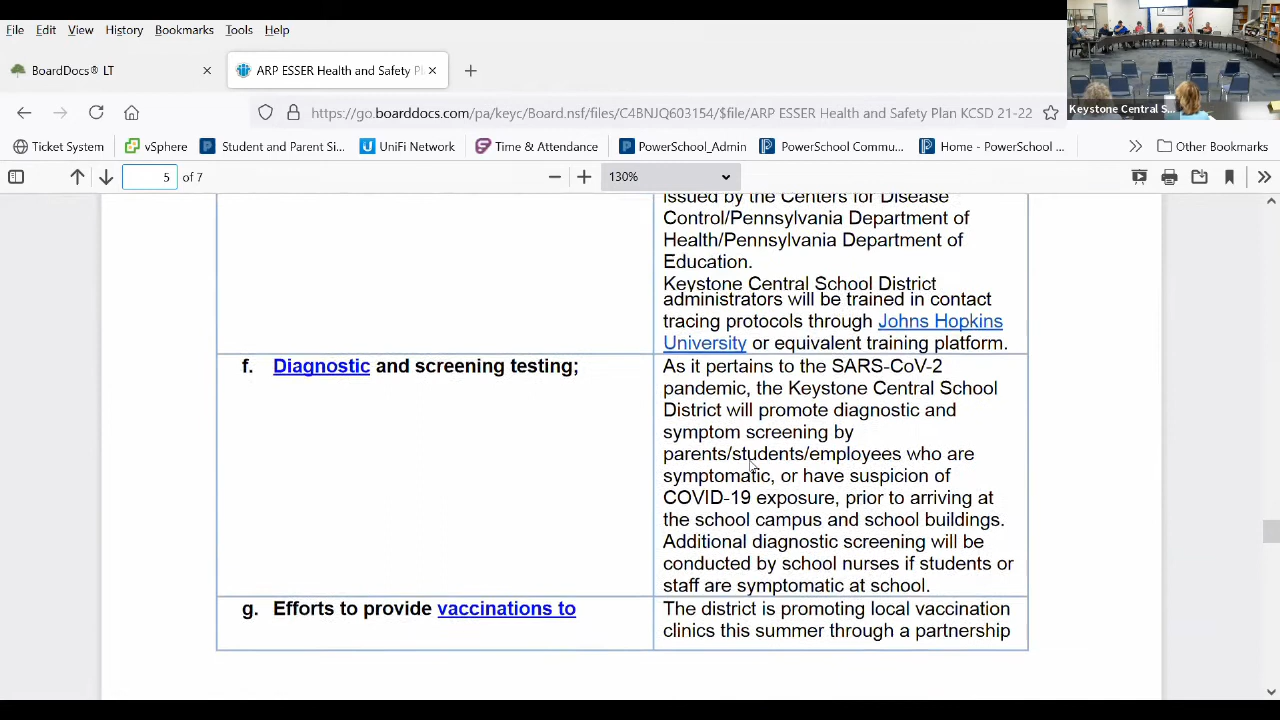 File Edit View History Bookmarks Tools Help
BoardDocs® LT
ARP ESSER Health and Safety Pl
https://go.boarddocs.com/pa/keyc/Board.nsf/files/C4BNJQ603154/$file/ARP ESSER Health and Safety Plan KCSD 21-22
Keystone Central S...
Ticket System vSphere Student and Parent Si... UniFi Network Time & Attendance PowerSchool_Admin PowerSchool Commu... Home - PowerSchool ... Other Bookmarks
5 of 7 130%
issued by the Centers for Disease
Control/Pennsylvania Department of
Health/Pennsylvania Department of
Education.
Keystone Central School District
administrators will be trained in contact
tracing protocols through Johns Hopkins
University or equivalent training platform.
f. Diagnostic and screening testing;
As it pertains to the SARS-CoV-2
pandemic, the Keystone Central School
District will promote diagnostic and
symptom screening by
parents/students/employees who are
symptomatic, or have suspicion of
COVID-19 exposure, prior to arriving at
the school campus and school buildings.
Additional diagnostic screening will be
conducted by school nurses if students or
staff are symptomatic at school.
g. Efforts to provide vaccinations to
The district is promoting local vaccination
clinics this summer through a partnership